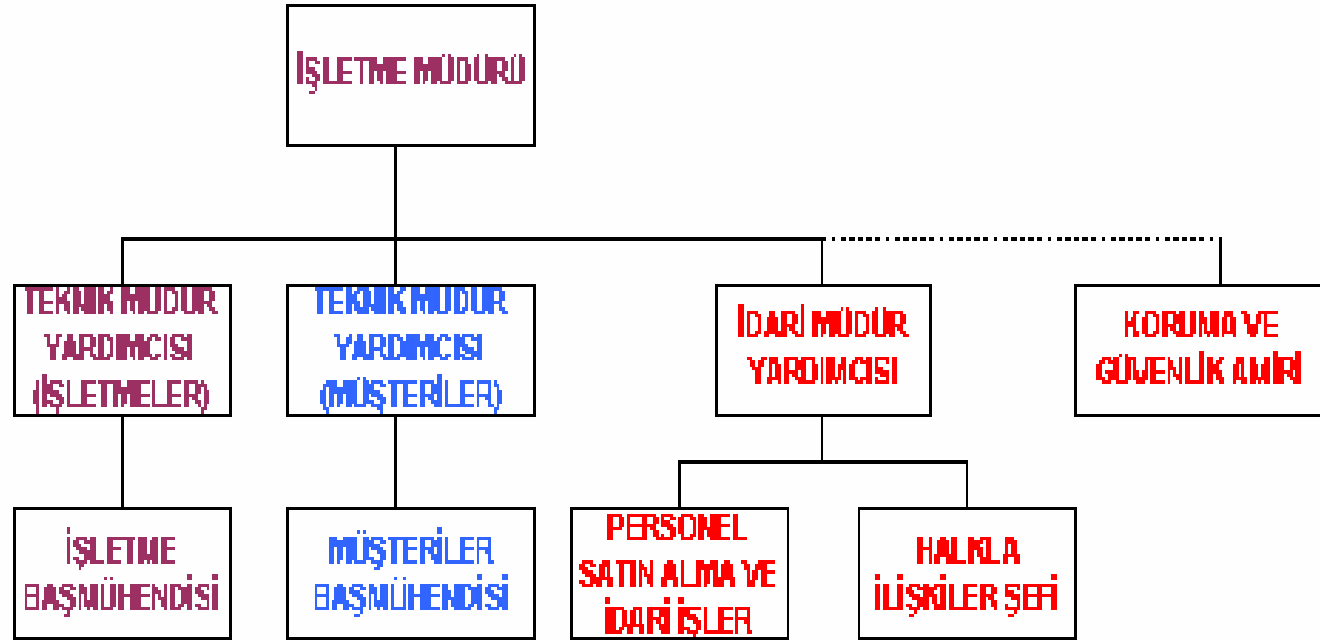 İŞLETME MÜDÜRÜ
TEKNİK MÜDÜR
YARDIMCISI
(İŞLETMELER)
TEKNİK MÜDÜR
YARDIMCISI
(MÜŞTERİLER)
İDARİ MÜDÜR
YARDIMCISI
KORUMA VE
GÜVENLİK AMİRİ
İŞLETME
BAŞMÜHENDİSİ
MÜŞTERİLER
BAŞMÜHENDİSİ
PERSONEL
SATIN ALMA VE
İDARİ İŞLER
HALKLA
İLİŞKİLER ŞEFİ